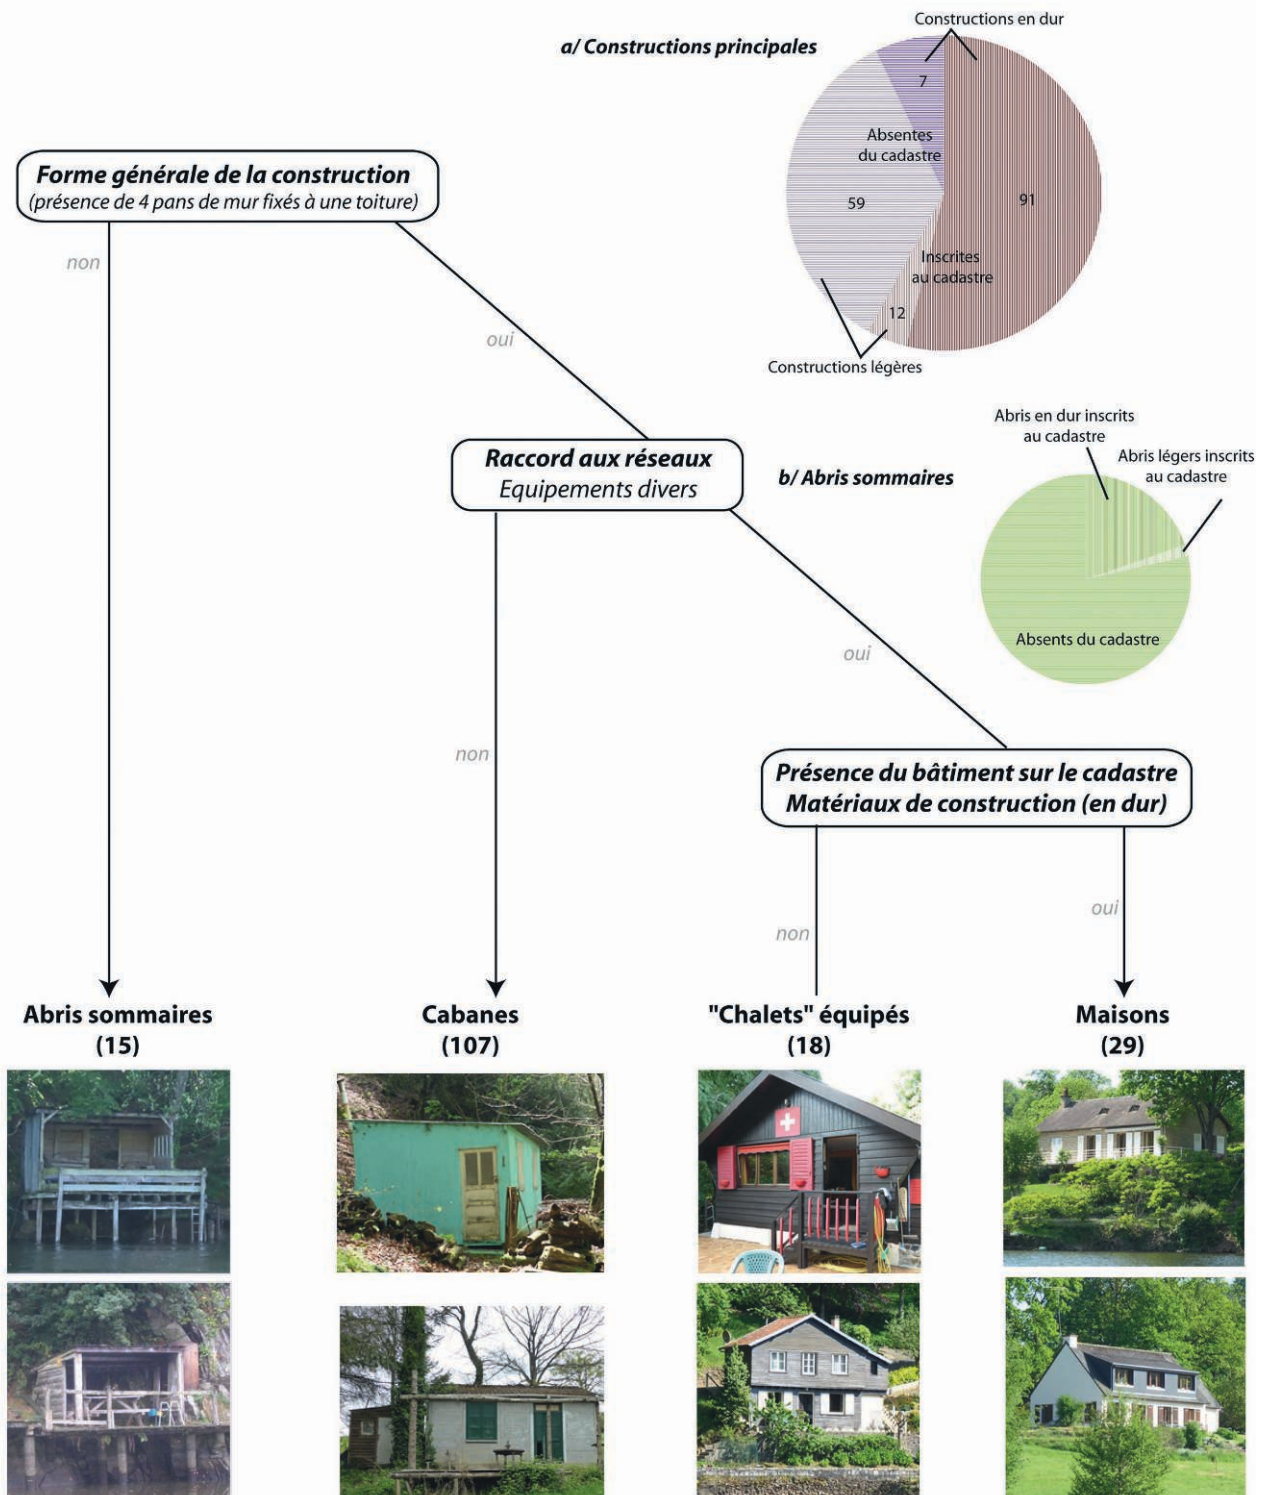 Constructions en dur
a/ Constructions principales
7
Absentes
du cadastre
59
91
Inscrites
au cadastre
12
Constructions légères
Forme générale de la construction
(présence de 4 pans de mur fixés à une toiture)
non
oui
Raccord aux réseaux
Equipements divers
b/ Abris sommaires
Abris en dur inscrits
au cadastre
Abris légers inscrits
au cadastre
Absents du cadastre
oui
non
Présence du bâtiment sur le cadastre
Matériaux de construction (en dur)
non
oui
Abris sommaires
(15)
Cabanes
(107)
"Chalets" équipés
(18)
Maisons
(29)